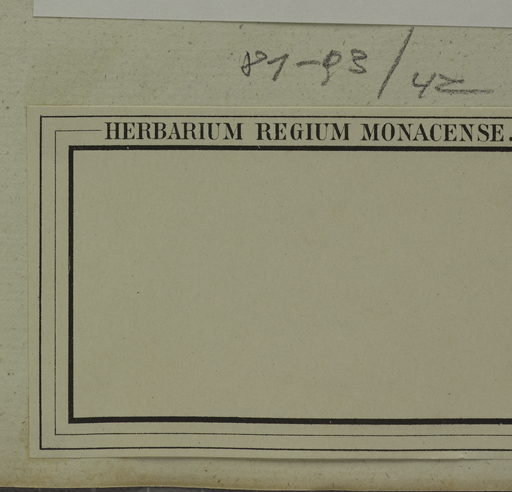 81-93/42
HERBARIUM REGIUM MONACENSE.